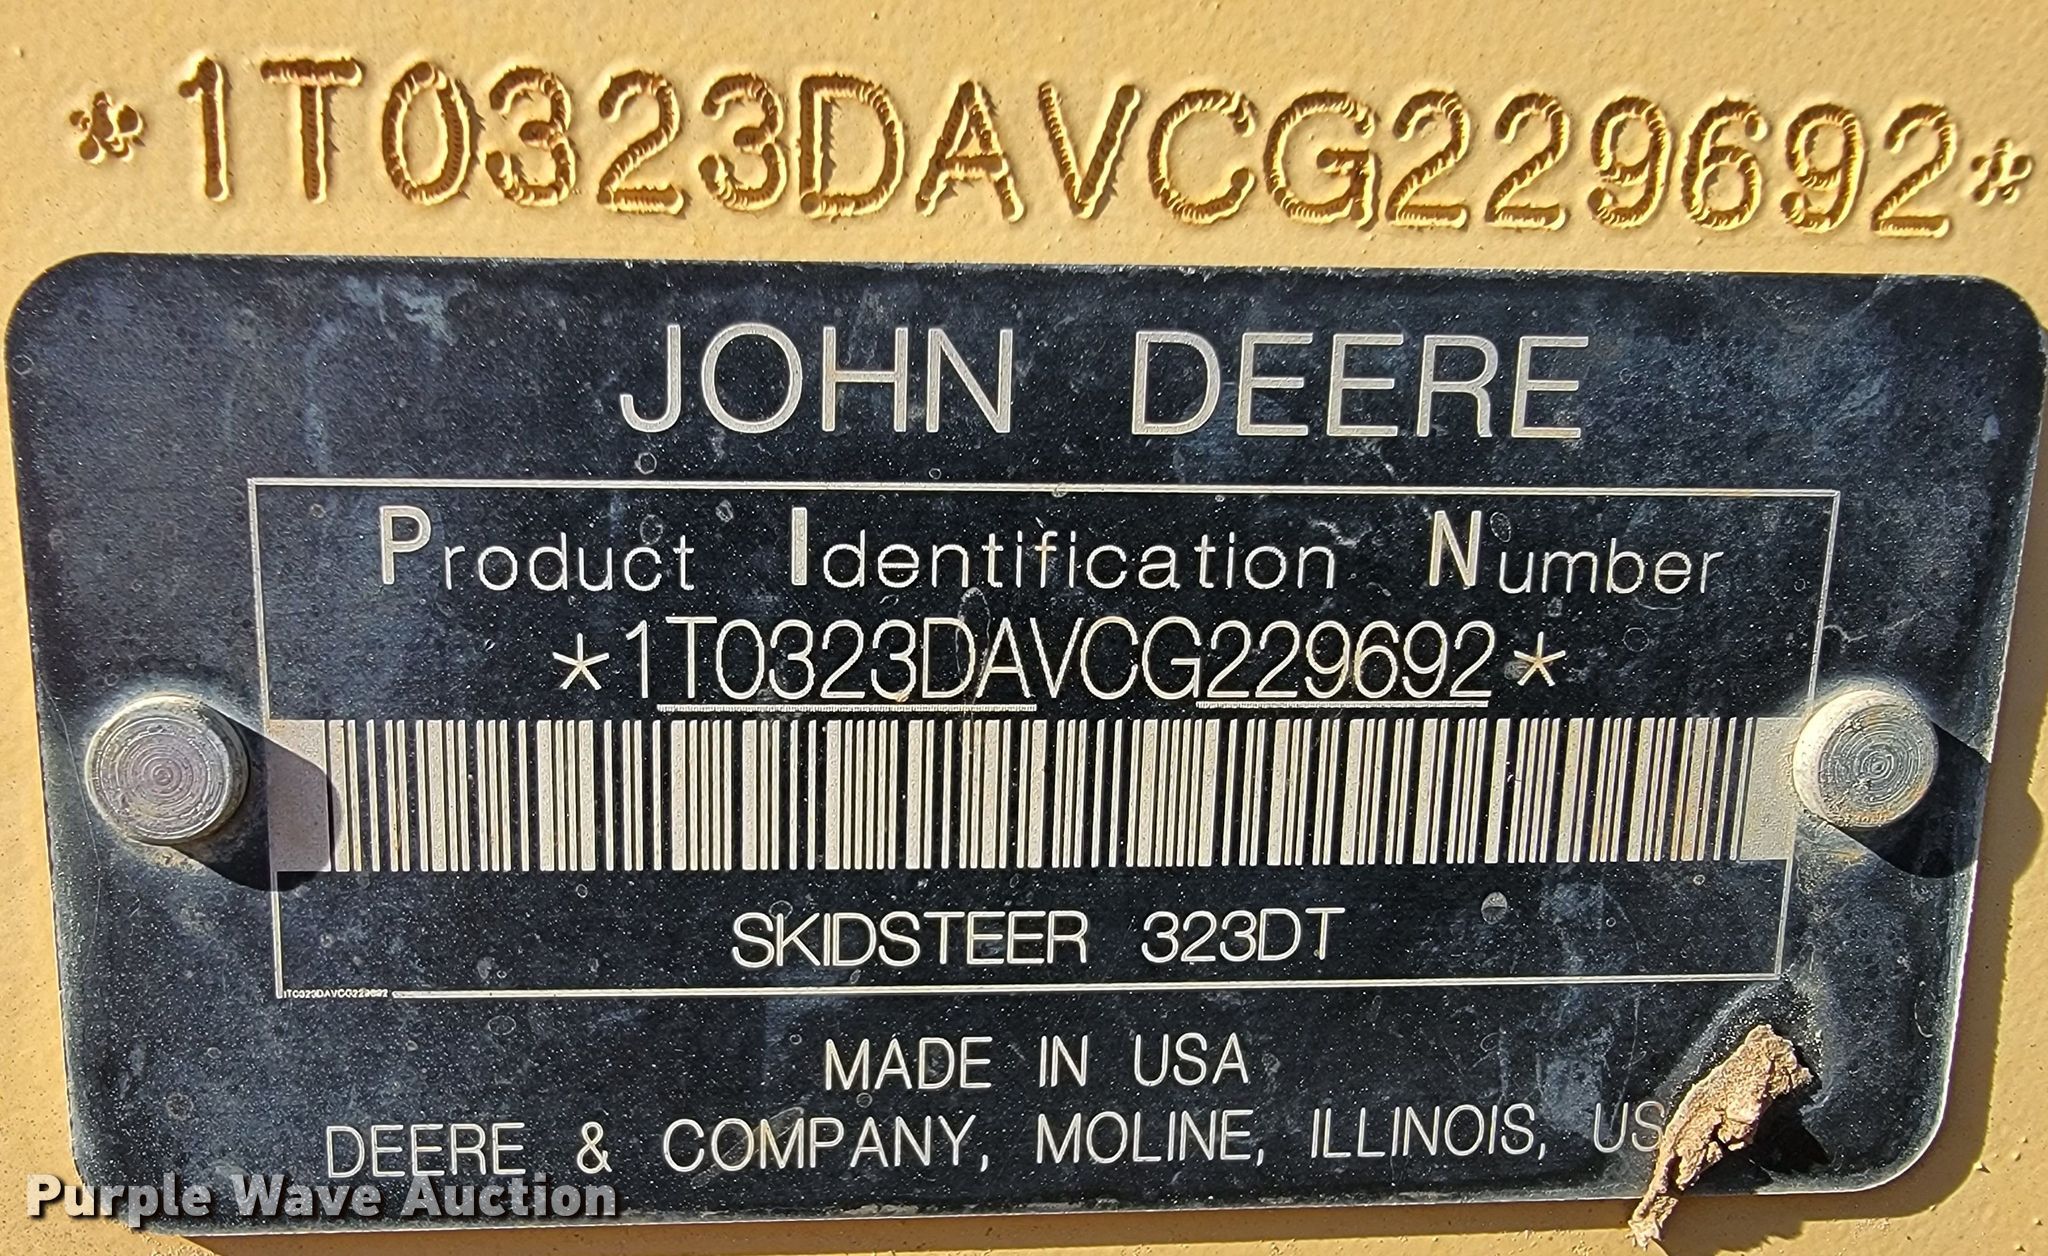 *1T0323DAVCG229692*
JOHN DEERE
Product Identification Number
*1T0323DAVCG229692*
SKIDSTEER 323DT
1T0323DAVCG229692
MADE IN USA
DEERE & COMPANY, MOLINE, ILLINOIS, US
Purple Wave Auction